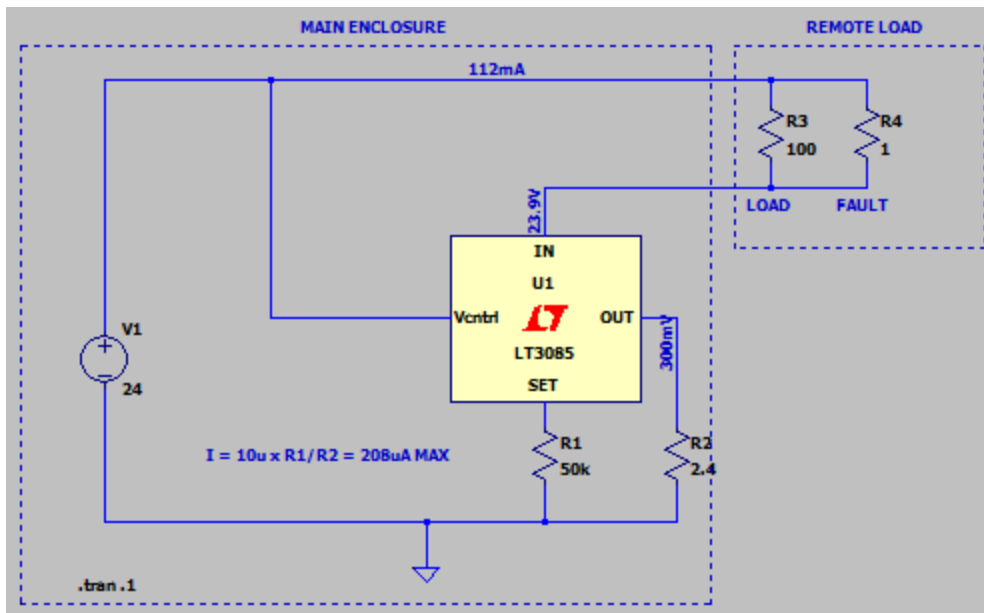 MAIN ENCLOSURE
REMOTE LOAD
112mA
R3
100
R4
1
23.9V
LOAD
FAULT
IN
U1
Vcntrl
OUT
LT3085
SET
300mV
V1
24
R1
50k
R2
2.4
I = 10u x R1/R2 = 208uA MAX
.tran .1